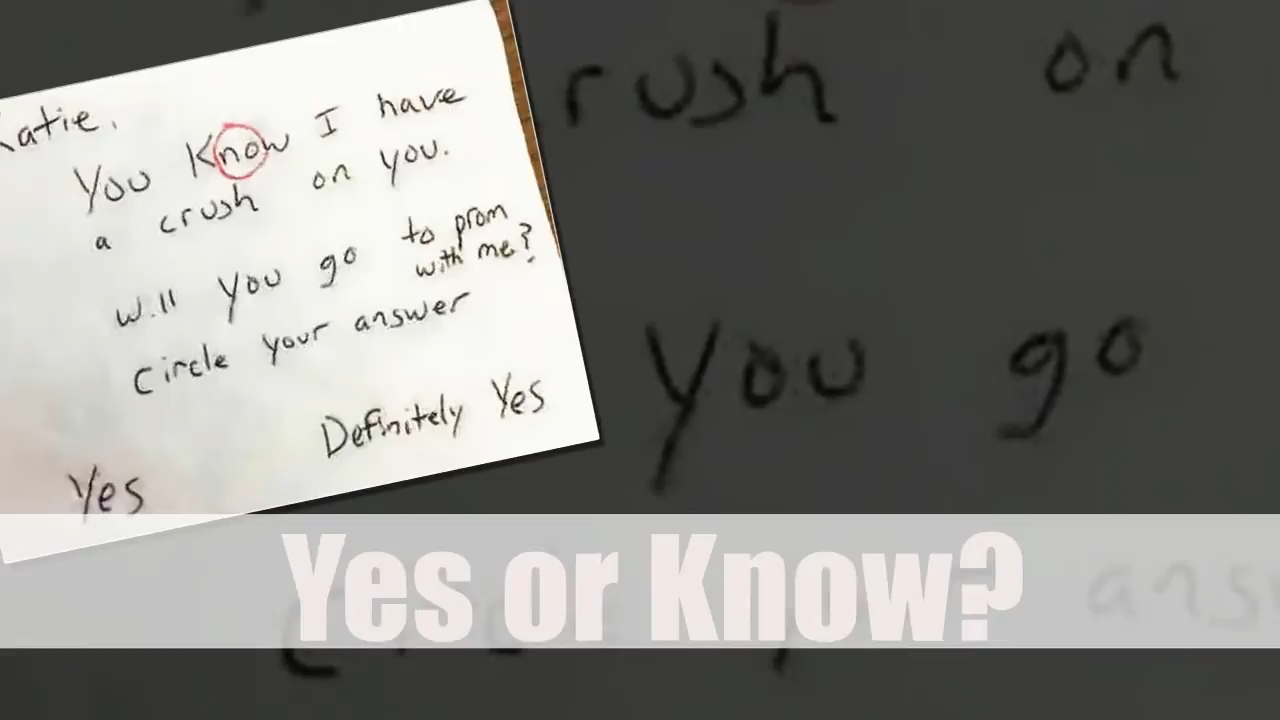 Katie,
You Know I have
a crush on you.
Will you go to prom
with me?
Circle your answer
Definitely Yes
Yes
rush on
you go
Yes or Know?